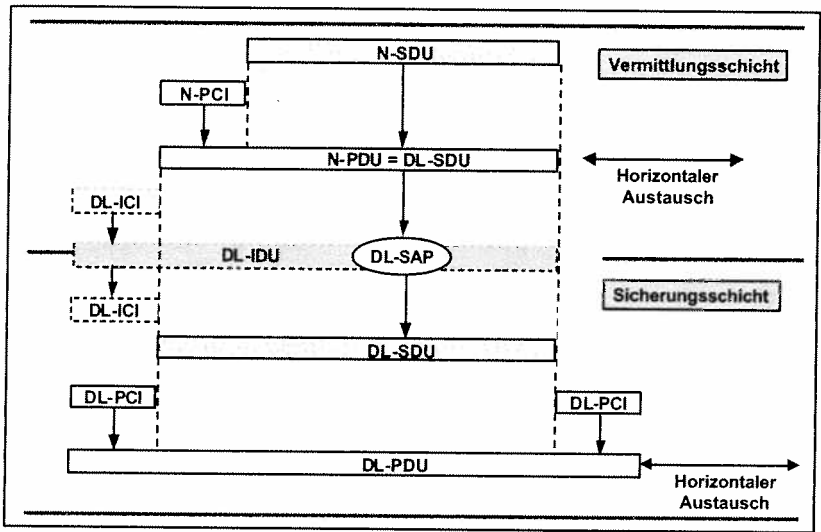 N-SDU
Vermittlungsschicht
N-PCI
N-PDU = DL-SDU
Horizontaler
Austausch
DL-ICI
DL-IDU
DL-SAP
Sicherungsschicht
DL-ICI
DL-SDU
DL-PCI
DL-PCI
DL-PDU
Horizontaler
Austausch